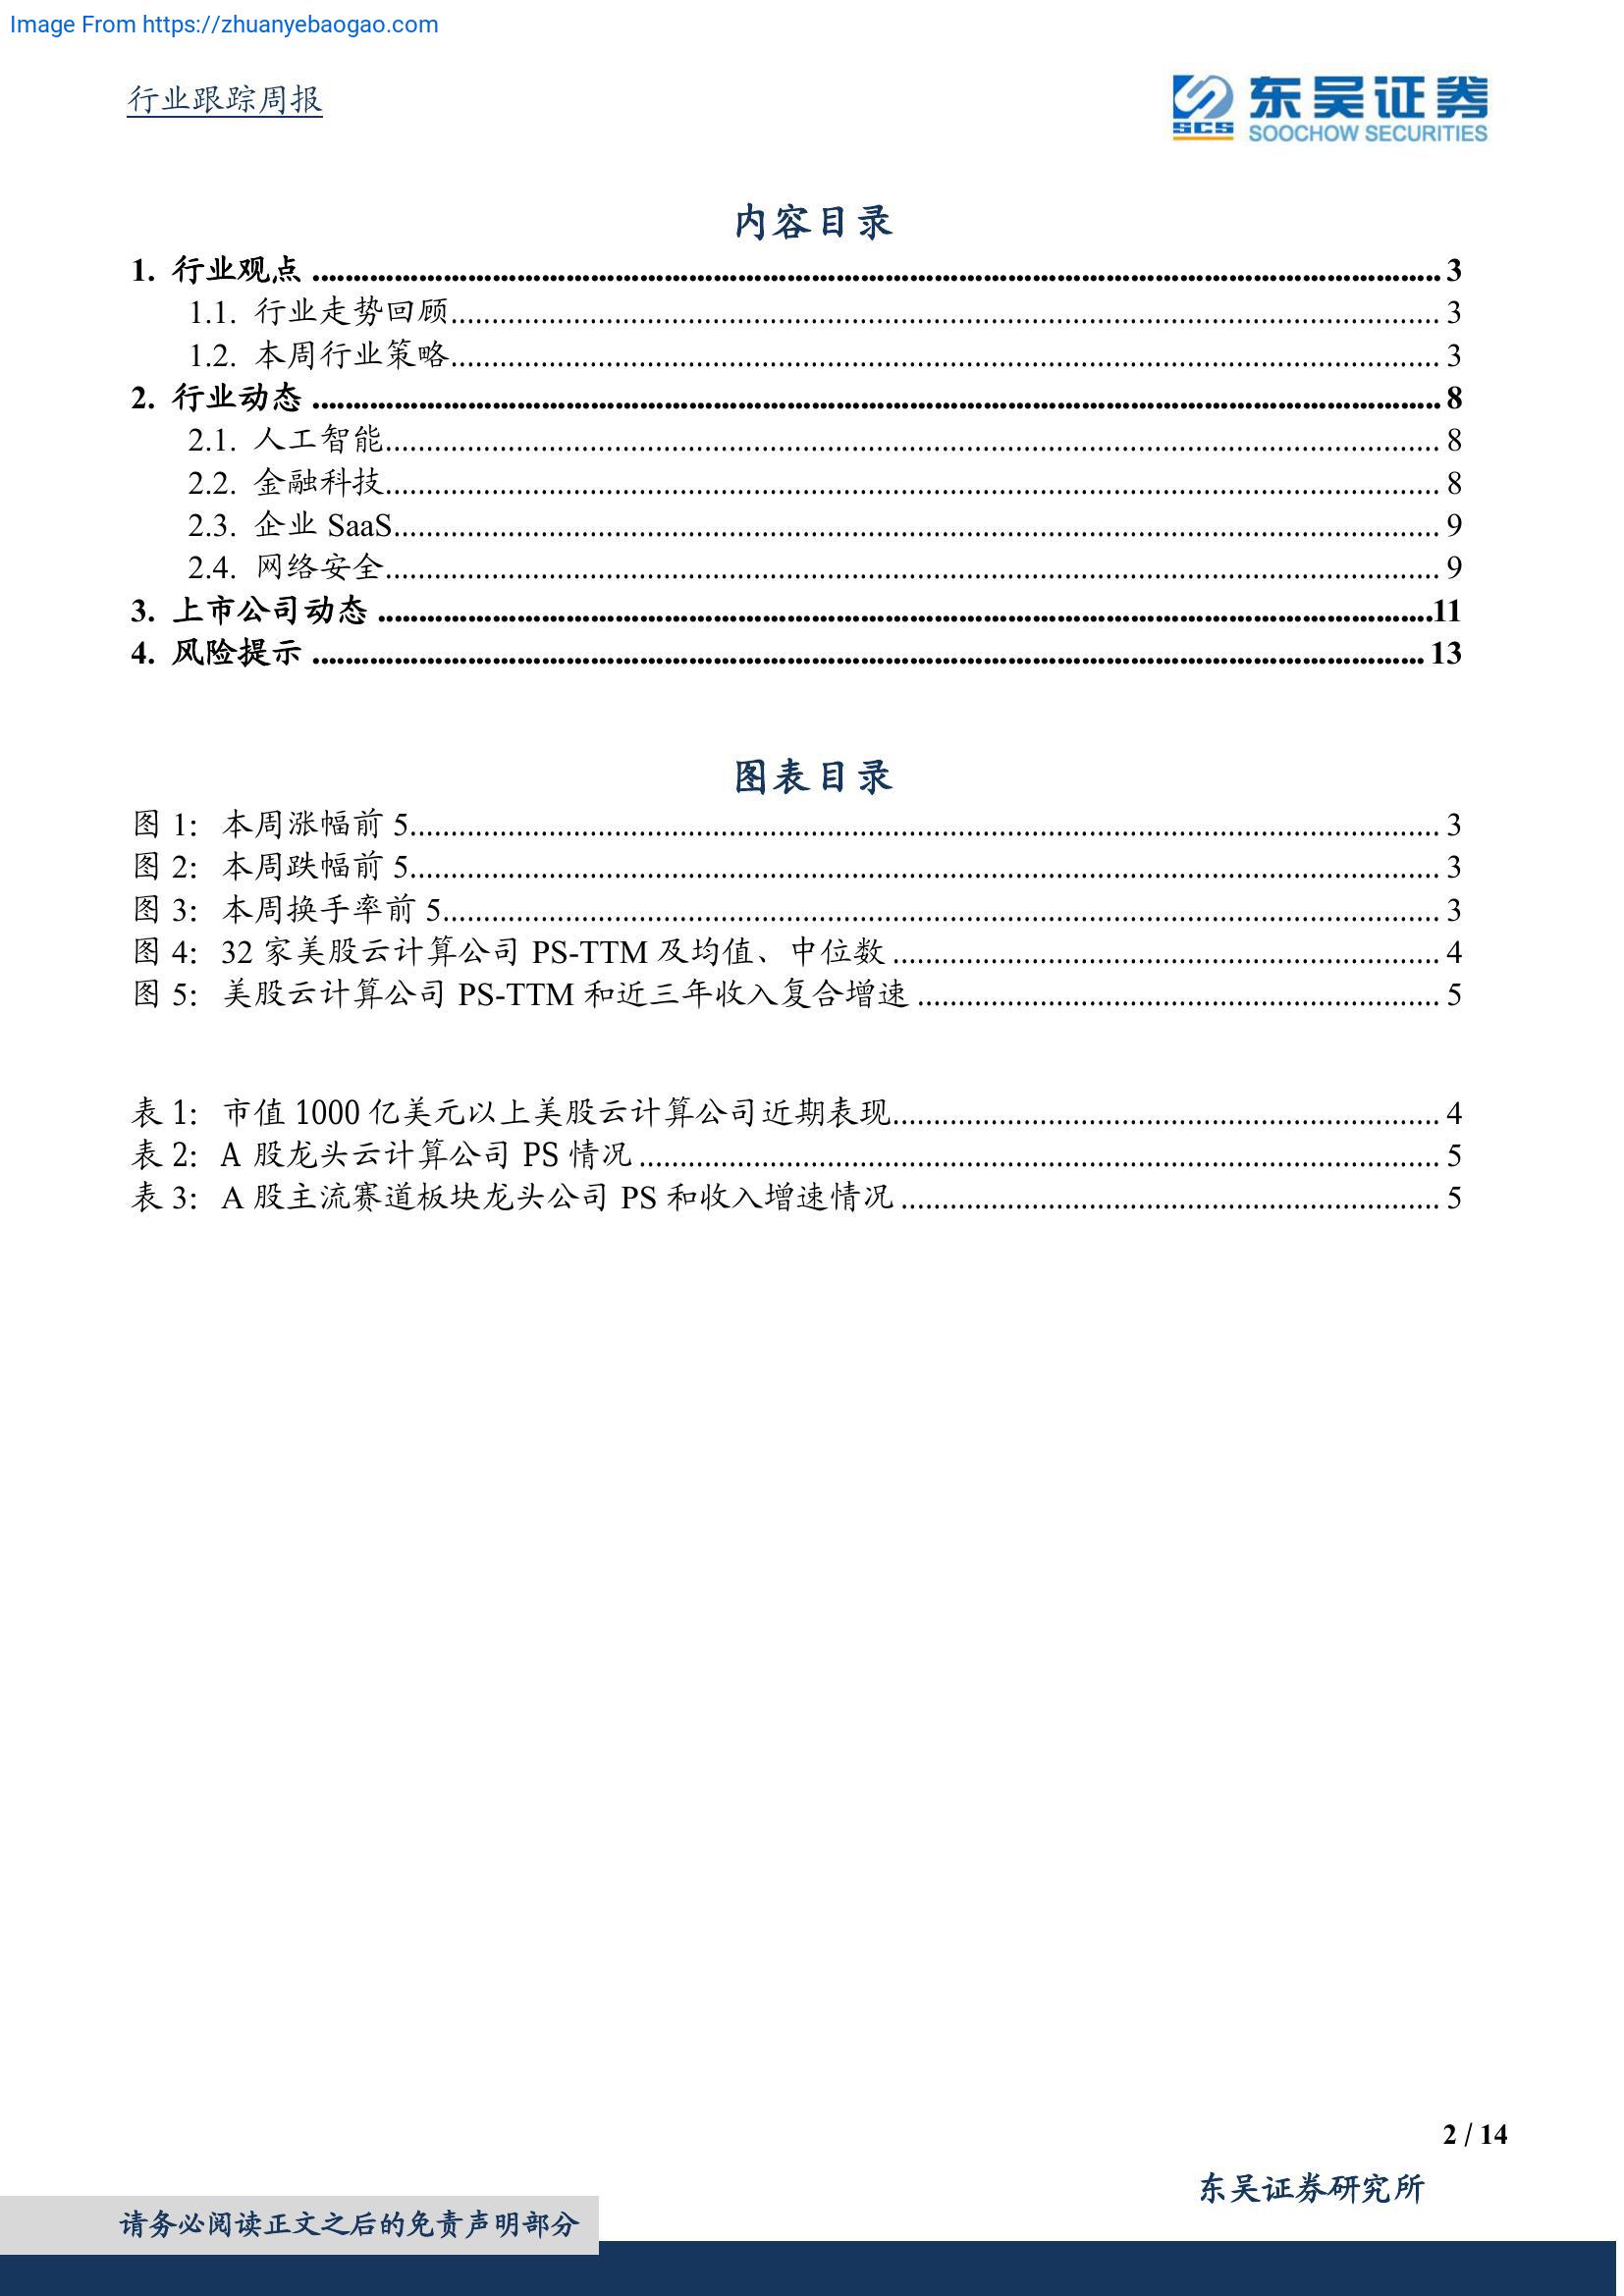 Image From https://zhuanyebaogao.com
行业跟踪周报
SCS 东吴证券
SOOCHOW SECURITIES
内容目录
1. 行业观点 ........ 3
1.1. 行业走势回顾 ........ 3
1.2. 本周行业策略 ........ 3
2. 行业动态 ........ 8
2.1. 人工智能 ........ 8
2.2. 金融科技 ........ 8
2.3. 企业 SaaS ........ 9
2.4. 网络安全 ........ 9
3. 上市公司动态 ........ 11
4. 风险提示 ........ 13
图表目录
图 1: 本周涨幅前 5 ........ 3
图 2: 本周跌幅前 5 ........ 3
图 3: 本周换手率前 5 ........ 3
图 4: 32 家美股云计算公司 PS-TTM 及均值、中位数 ........ 4
图 5: 美股云计算公司 PS-TTM 和近三年收入复合增速 ........ 5
表 1: 市值 1000 亿美元以上美股云计算公司近期表现 ........ 4
表 2: A 股龙头云计算公司 PS 情况 ........ 5
表 3: A 股主流赛道板块龙头公司 PS 和收入增速情况 ........ 5
2 / 14
东吴证券研究所
请务必阅读正文之后的免责声明部分